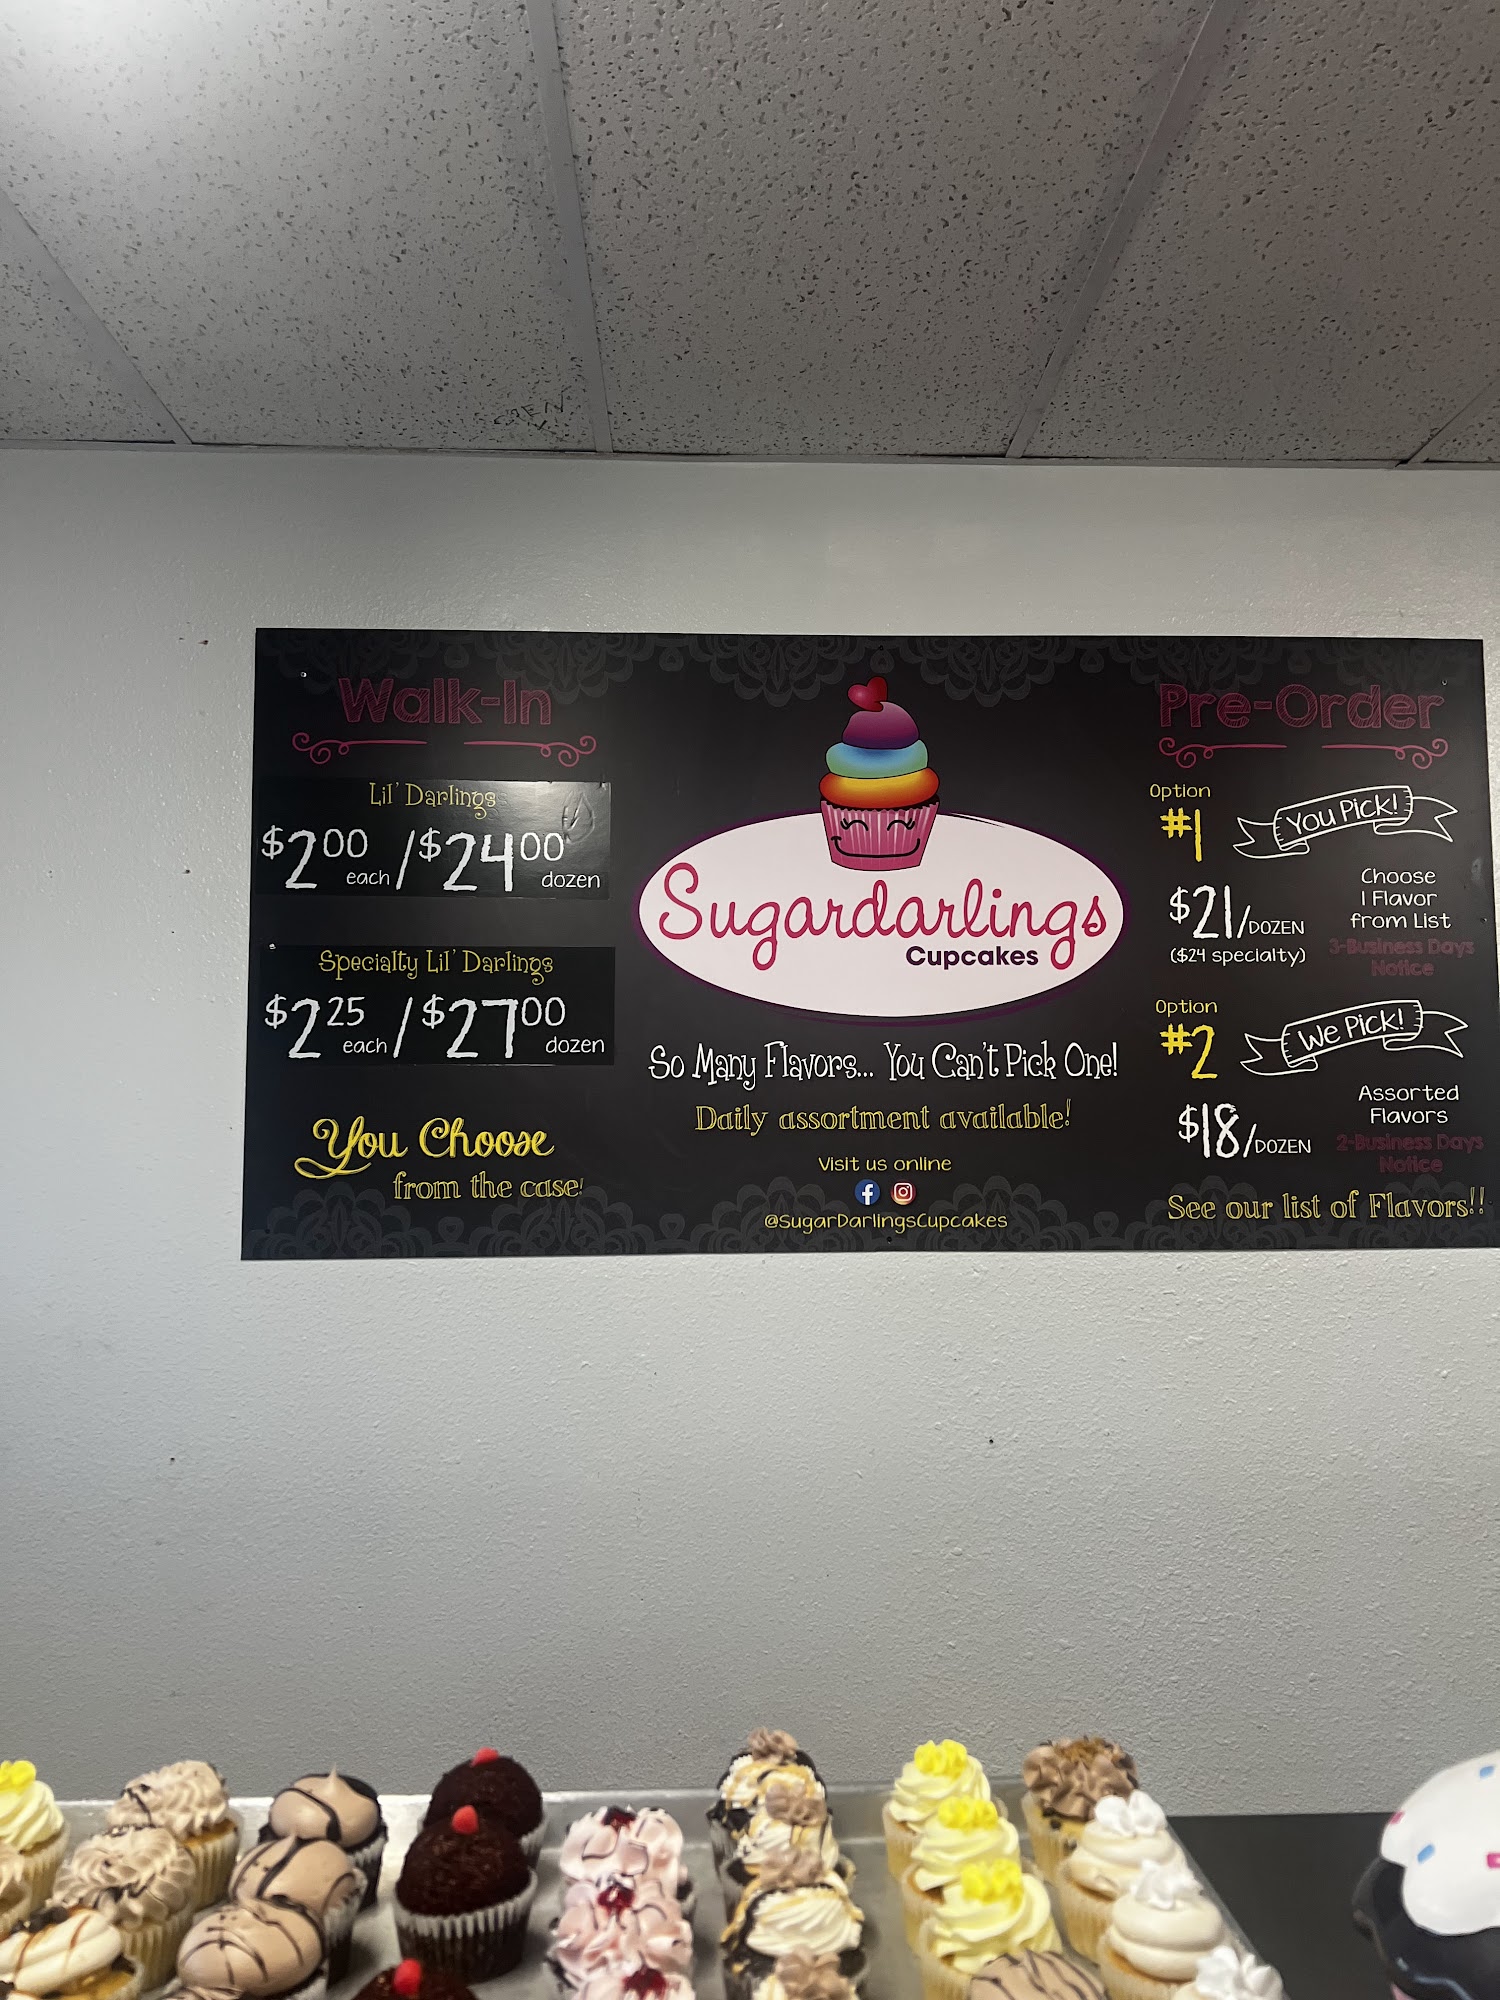 Walk-In
Lil' Darlings
$2.00 each / $24.00 dozen
Specialty Lil' Darlings
$2.25 each / $27.00 dozen
You Choose
from the case!
Sugardarlings
Cupcakes
So Many Flavors... You Can't Pick One!
Daily assortment available!
Visit us online
@SugarDarlingsCupcakes
Pre-Order
Option
#1
You Pick!
$21/DOZEN
($24 specialty)
Choose
1 Flavor
from List
3-Business Days
Notice
Option
#2
We Pick!
$18/DOZEN
Assorted
Flavors
2-Business Days
Notice
See our list of Flavors!!